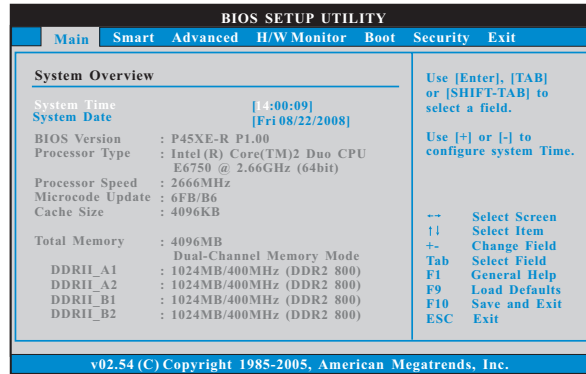 BIOS SETUP UTILITY
Main Smart Advanced H/W Monitor Boot Security Exit
System Overview
System Time [14:00:09]
System Date [Fri 08/22/2008]
BIOS Version : P45XE-R P1.00
Processor Type : Intel (R) Core(TM)2 Duo CPU
E6750 @ 2.66GHz (64bit)
Processor Speed : 2666MHz
Microcode Update : 6FB/B6
Cache Size : 4096KB
Total Memory : 4096MB
Dual-Channel Memory Mode
DDRII_A1 : 1024MB/400MHz (DDR2 800)
DDRII_A2 : 1024MB/400MHz (DDR2 800)
DDRII_B1 : 1024MB/400MHz (DDR2 800)
DDRII_B2 : 1024MB/400MHz (DDR2 800)
Use [Enter], [TAB]
or [SHIFT-TAB] to
select a field.
Use [+] or [-] to
configure system Time.
←→ Select Screen
↑↓ Select Item
+- Change Field
Tab Select Field
F1 General Help
F9 Load Defaults
F10 Save and Exit
ESC Exit
v02.54 (C) Copyright 1985-2005, American Megatrends, Inc.